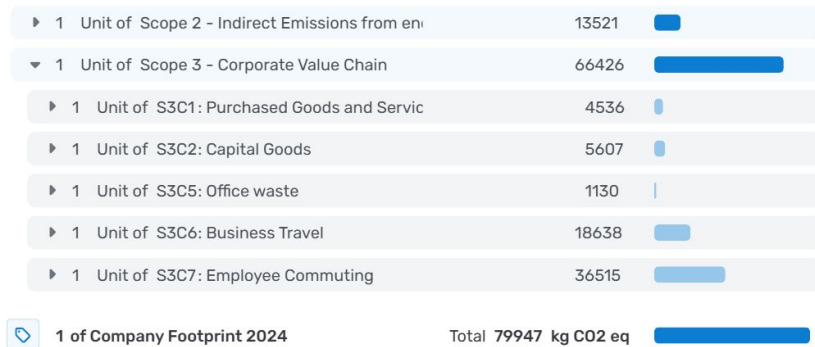 1 Unit of Scope 2 - Indirect Emissions from en
13521
1 Unit of Scope 3 - Corporate Value Chain
66426
1 Unit of S3C1: Purchased Goods and Servic
4536
1 Unit of S3C2: Capital Goods
5607
1 Unit of S3C5: Office waste
1130
1 Unit of S3C6: Business Travel
18638
1 Unit of S3C7: Employee Commuting
36515
1 of Company Footprint 2024
Total 79947 kg CO2 eq